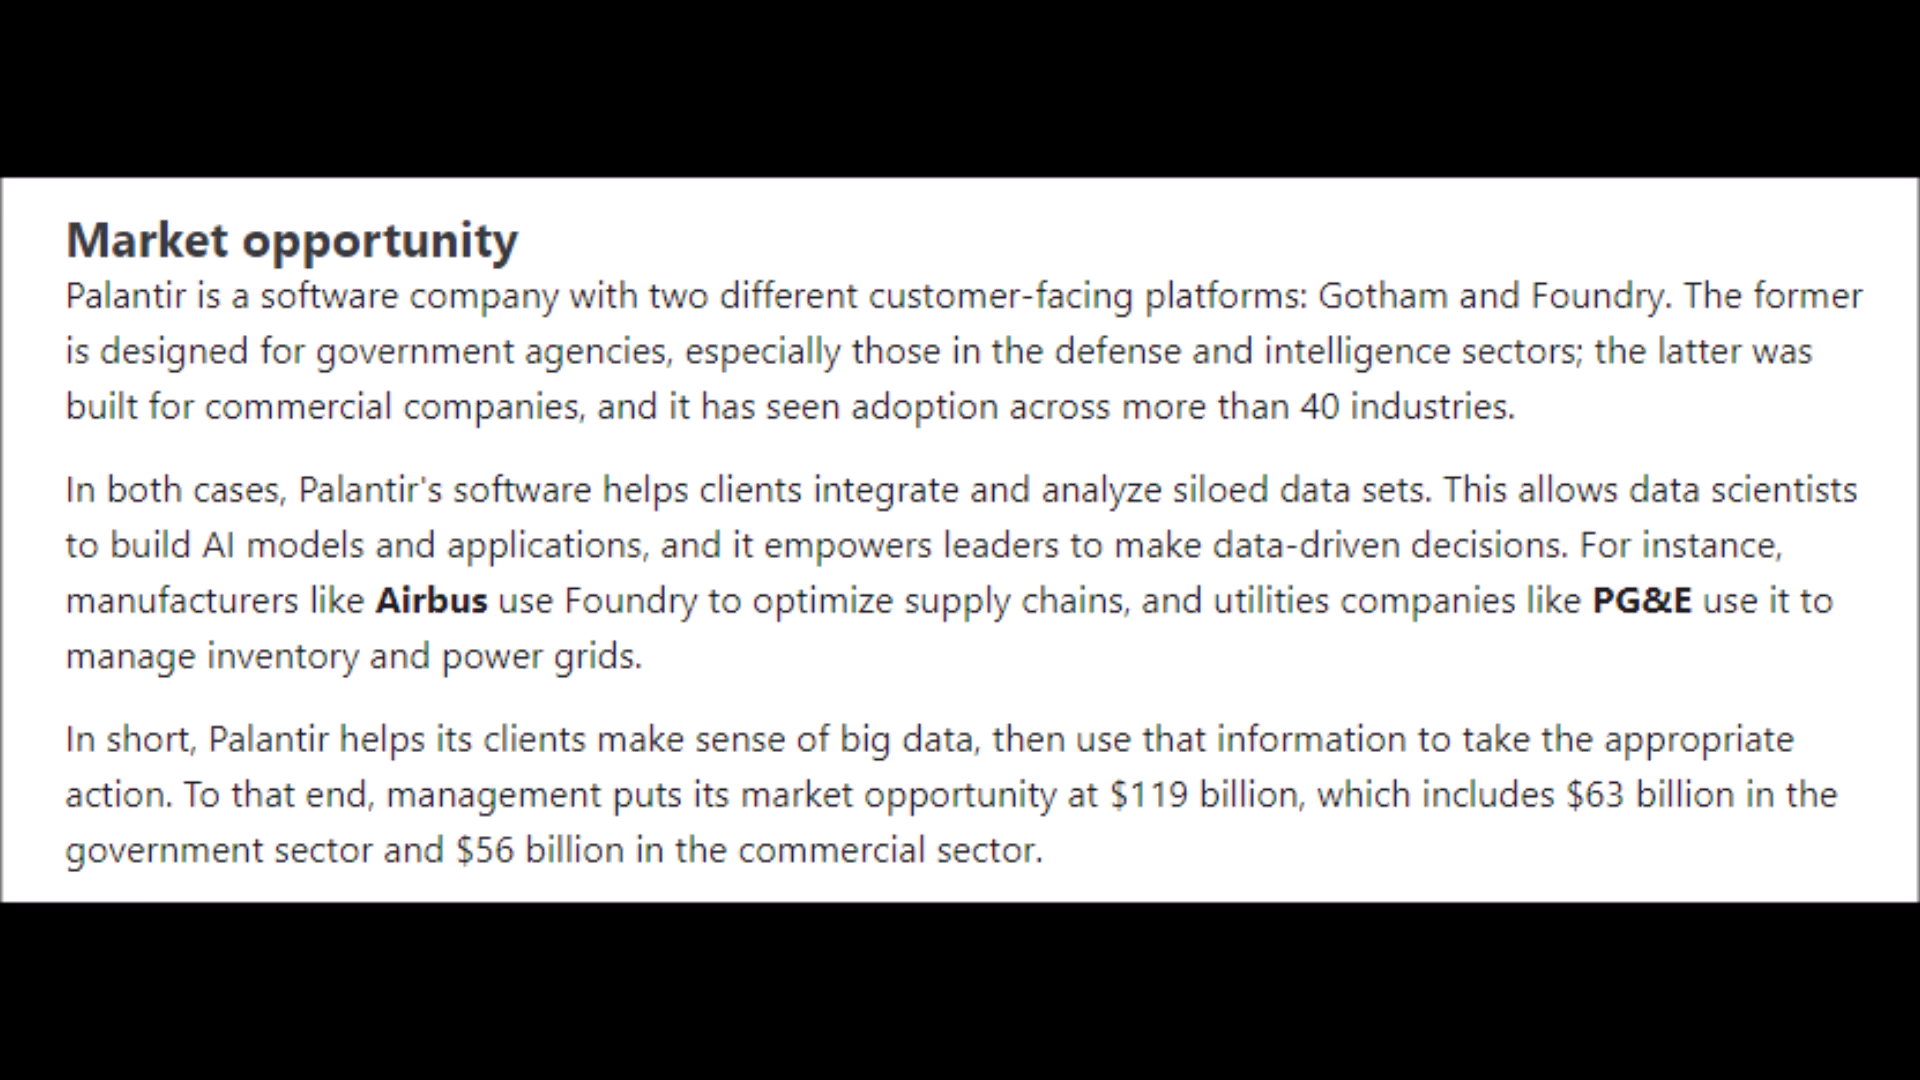 Market opportunity
Palantir is a software company with two different customer-facing platforms: Gotham and Foundry. The former
is designed for government agencies, especially those in the defense and intelligence sectors; the latter was
built for commercial companies, and it has seen adoption across more than 40 industries.
In both cases, Palantir's software helps clients integrate and analyze siloed data sets. This allows data scientists
to build AI models and applications, and it empowers leaders to make data-driven decisions. For instance,
manufacturers like Airbus use Foundry to optimize supply chains, and utilities companies like PG&E use it to
manage inventory and power grids.
In short, Palantir helps its clients make sense of big data, then use that information to take the appropriate
action. To that end, management puts its market opportunity at $119 billion, which includes $63 billion in the
government sector and $56 billion in the commercial sector.